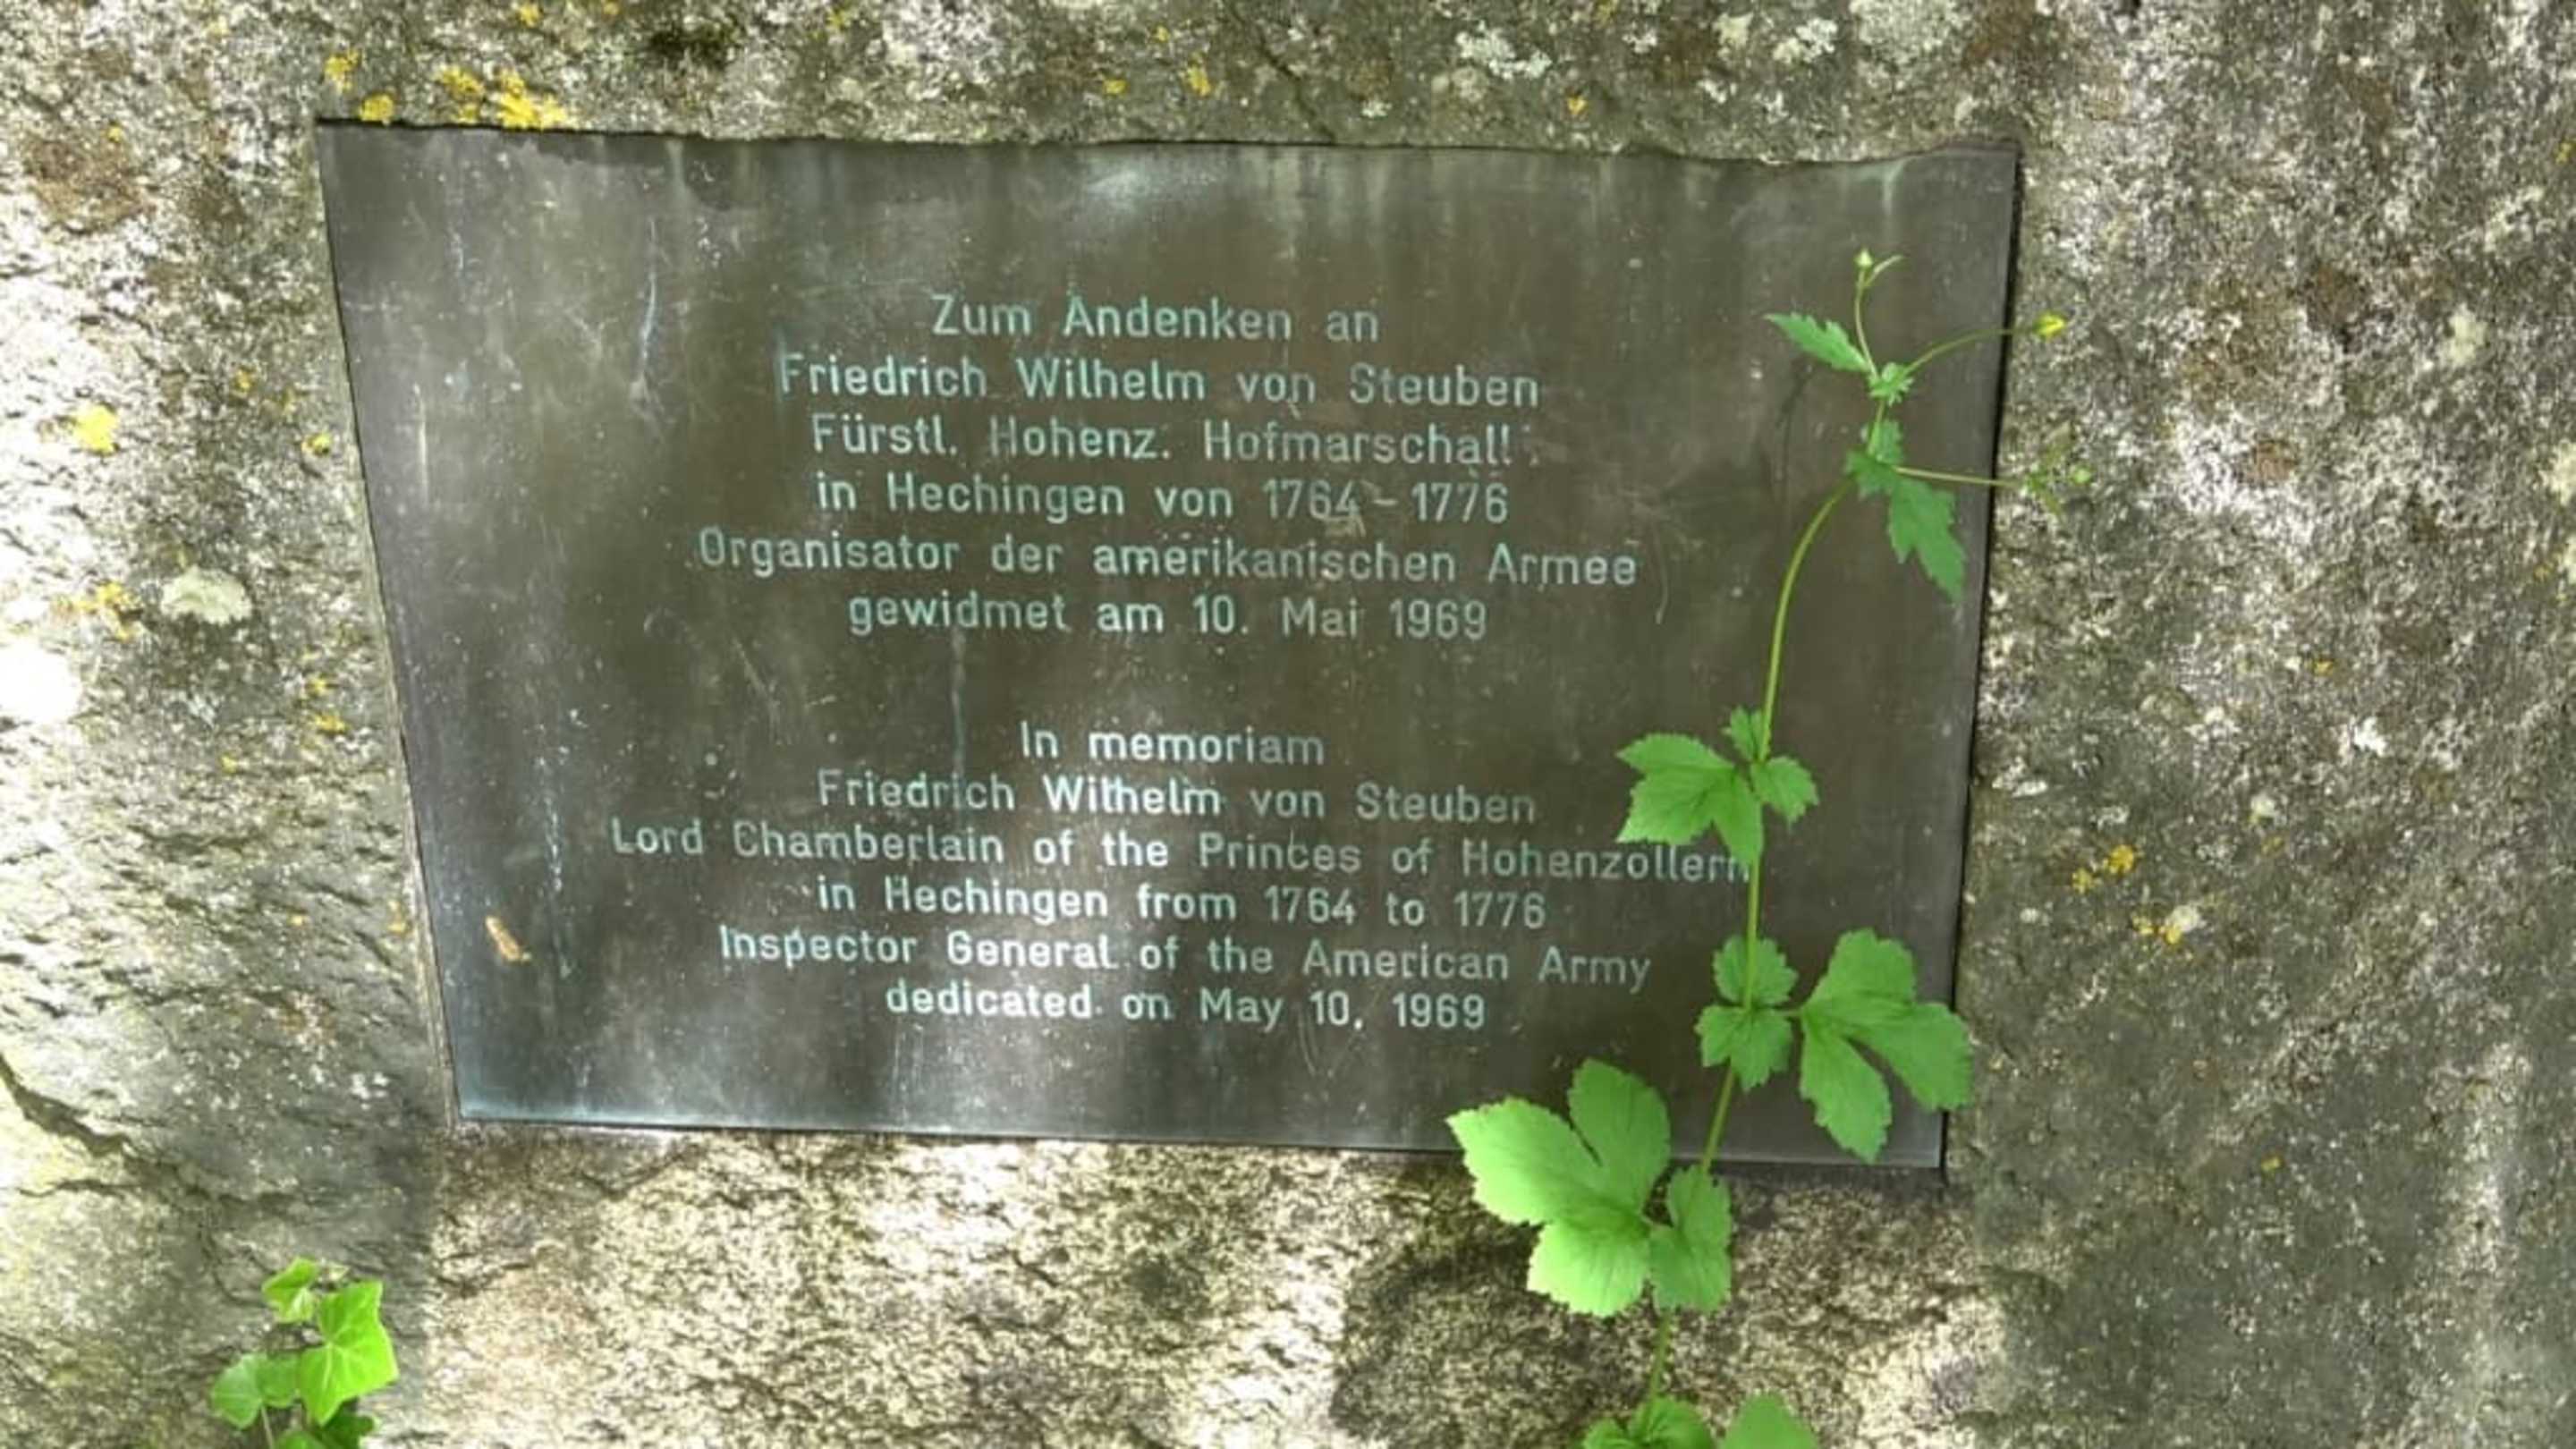 Zum Andenken an
Friedrich Wilhelm von Steuben
Fürstl. Hohenz. Hofmarschall
in Hechingen von 1764 - 1776
Organisator der amerikanischen Armee
gewidmet am 10. Mai 1969
In memoriam
Friedrich Wilhelm von Steuben
Lord Chamberlain of the Princes of Hohenzollern
in Hechingen from 1764 to 1776
Inspector General of the American Army
dedicated on May 10, 1969